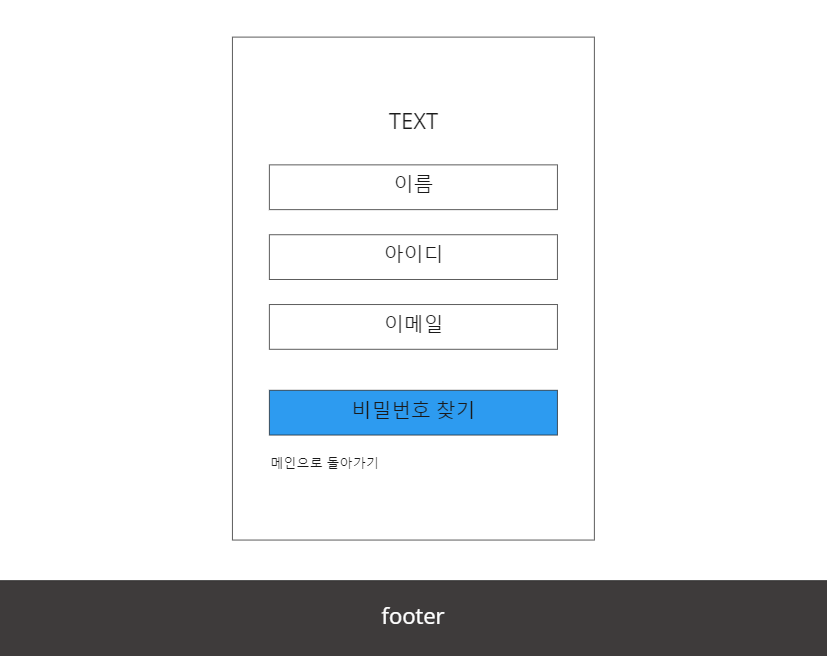 TEXT
이름
아이디
이메일
비밀번호 찾기
메인으로 돌아가기
footer